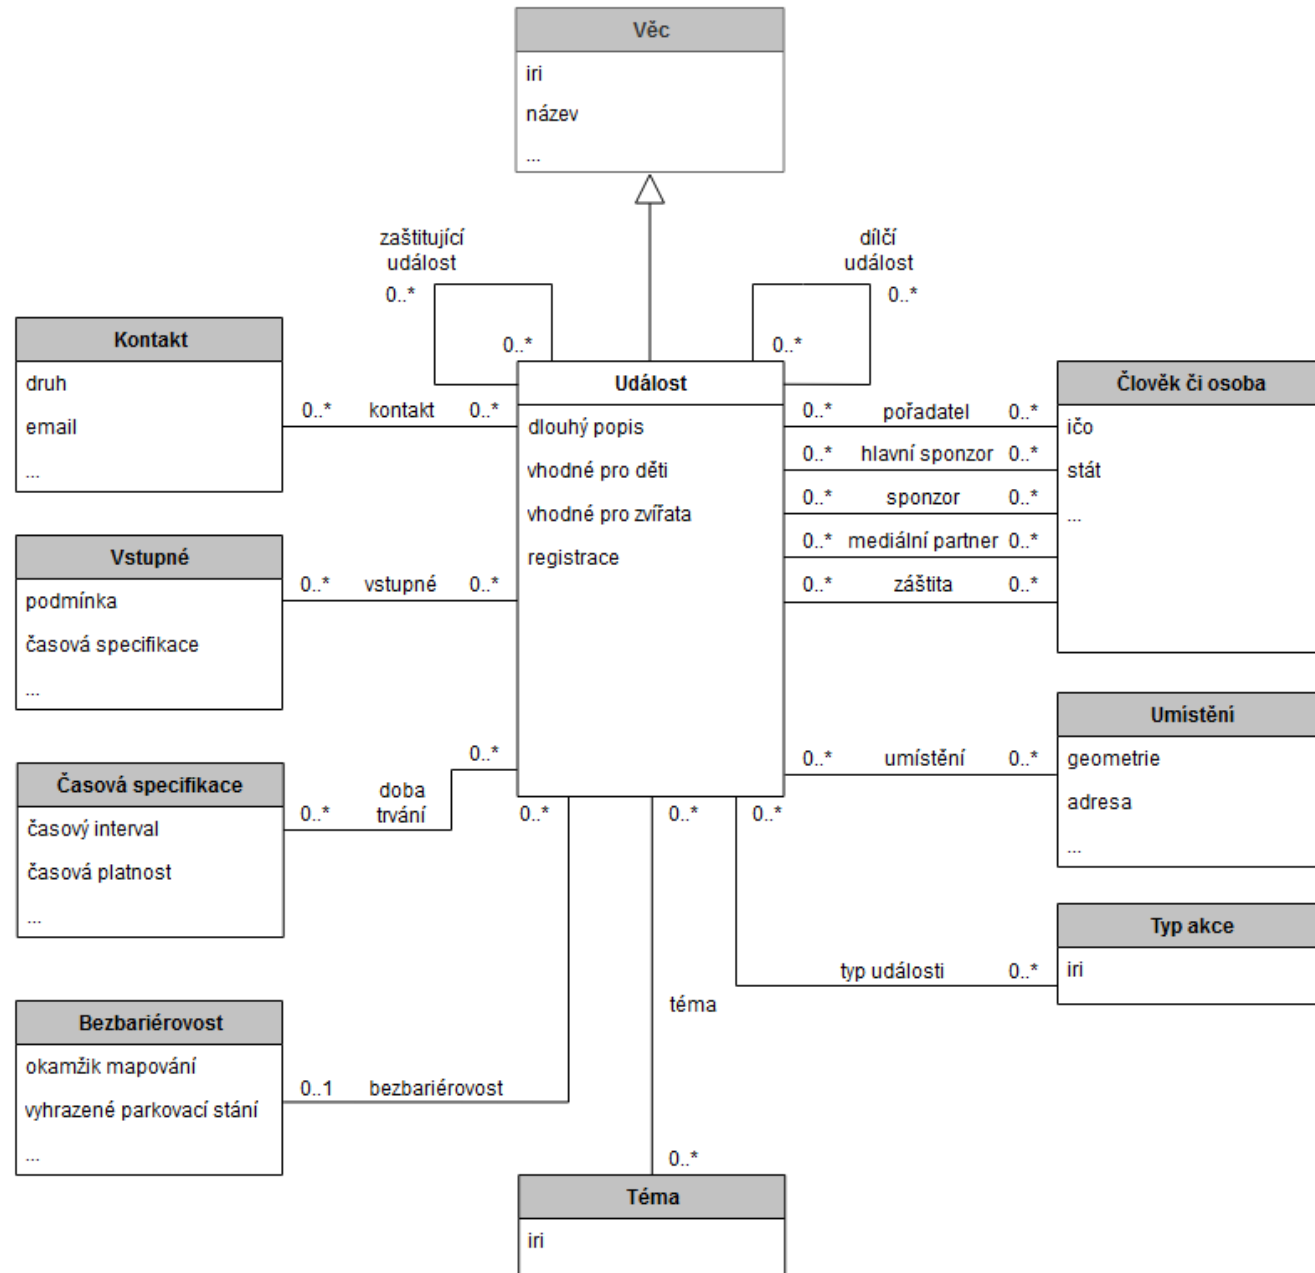 Věc
iri
název
...
zaštitující
událost
0..*
0..*
dílčí
událost
0..*
0..*
Kontakt
druh
email
...
0..* kontakt 0..*
Událost
dlouhý popis
vhodné pro děti
vhodné pro zvířata
registrace
Člověk či osoba
ičo
stát
...
0..* pořadatel 0..*
0..* hlavní sponzor 0..*
0..* sponzor 0..*
0..* mediální partner 0..*
0..* záštita 0..*
Vstupné
podmínka
časová specifikace
...
0..* vstupné 0..*
Umístění
geometrie
adresa
...
0..* umístění 0..*
Časová specifikace
časový interval
časová platnost
...
0..*
doba
trvání
0..*
0..*
0..*
0..*
Typ akce
iri
typ události 0..*
téma
Bezbariérovost
okamžik mapování
vyhrazené parkovací stání
...
0..1 bezbariérovost
0..*
Téma
iri